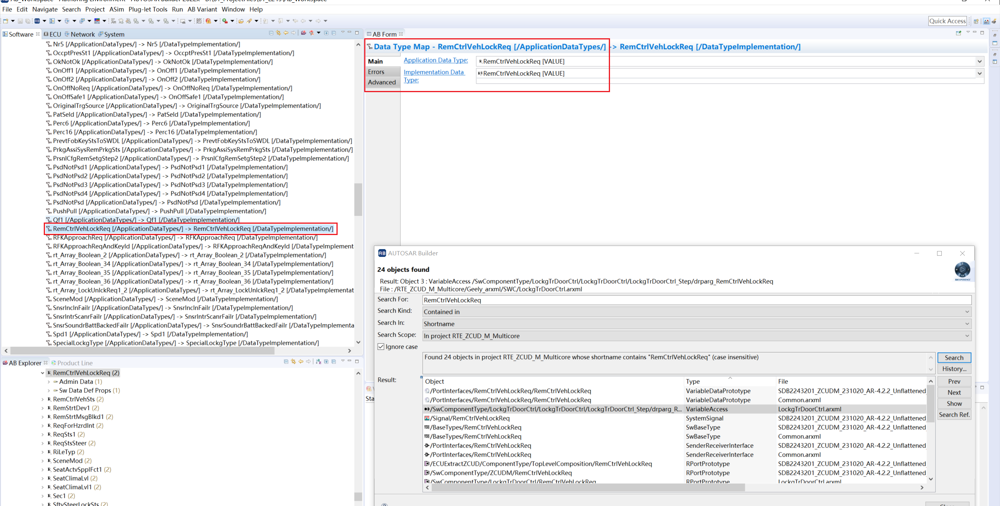 AB_WorkSpace - Authoring Environment - AUTOSAR Builder 2022x - D:\01_ProjectFiles\01_E245\AB_WorkSpace
File Edit Navigate Search Project ASim Plug-let Tools Run AB Variant Window Help
Quick Access
Software ECU Network System
Nr5 [/ApplicationDataTypes/] -> Nr5 [/DataTypeImplementation/]
OccptPresSt1 [/ApplicationDataTypes/] -> OccptPresSt1 [/DataTypeImplementation/]
OkNotOk [/ApplicationDataTypes/] -> OkNotOk [/DataTypeImplementation/]
OnOff1 [/ApplicationDataTypes/] -> OnOff1 [/DataTypeImplementation/]
OnOff2 [/ApplicationDataTypes/] -> OnOff2 [/DataTypeImplementation/]
OnOffNoReq [/ApplicationDataTypes/] -> OnOffNoReq [/DataTypeImplementation/]
OnOffSafe1 [/ApplicationDataTypes/] -> OnOffSafe1 [/DataTypeImplementation/]
OriginalTrgSource [/ApplicationDataTypes/] -> OriginalTrgSource [/DataTypeImplementation/]
PatSeld [/ApplicationDataTypes/] -> PatSeld [/DataTypeImplementation/]
Perc6 [/ApplicationDataTypes/] -> Perc6 [/DataTypeImplementation/]
Perc16 [/ApplicationDataTypes/] -> Perc16 [/DataTypeImplementation/]
PrevtFobKeyStsToSWDL [/ApplicationDataTypes/] -> PrevtFobKeyStsToSWDL [/DataTypeImplementation/]
PrkgAssiSysRemPrkgSts [/ApplicationDataTypes/] -> PrkgAssiSysRemPrkgSts [/DataTypeImplementation/]
PrsnlCfgRemSetgStep2 [/ApplicationDataTypes/] -> PrsnlCfgRemSetgStep2 [/DataTypeImplementation/]
PsdNotPsd1 [/ApplicationDataTypes/] -> PsdNotPsd1 [/DataTypeImplementation/]
PsdNotPsd2 [/ApplicationDataTypes/] -> PsdNotPsd2 [/DataTypeImplementation/]
PsdNotPsd3 [/ApplicationDataTypes/] -> PsdNotPsd3 [/DataTypeImplementation/]
PsdNotPsd4 [/ApplicationDataTypes/] -> PsdNotPsd4 [/DataTypeImplementation/]
PsdNotPsd [/ApplicationDataTypes/] -> PsdNotPsd [/DataTypeImplementation/]
PushPull [/ApplicationDataTypes/] -> PushPull [/DataTypeImplementation/]
Qf1 [/ApplicationDataTypes/] -> Qf1 [/DataTypeImplementation/]
RemCtrlVehLockReq [/ApplicationDataTypes/] -> RemCtrlVehLockReq [/DataTypeImplementation/]
RFKApproachReq [/ApplicationDataTypes/] -> RFKApproachReq [/DataTypeImplementation/]
RFKApproachReqAndKeyId [/ApplicationDataTypes/] -> RFKApproachReqAndKeyId [/DataTypeImplement
rt_Array_Boolean_2 [/ApplicationDataTypes/] -> rt_Array_Boolean_2 [/DataTypeImplementation/]
rt_Array_Boolean_34 [/ApplicationDataTypes/] -> rt_Array_Boolean_34 [/DataTypeImplementation/]
rt_Array_Boolean_35 [/ApplicationDataTypes/] -> rt_Array_Boolean_35 [/DataTypeImplementation/]
rt_Array_Boolean_36 [/ApplicationDataTypes/] -> rt_Array_Boolean_36 [/DataTypeImplementation/]
rt_Array_LockUnlckReq1_2 [/ApplicationDataTypes/] -> rt_Array_LockUnlckReq1_2 [/DataTypeImplementat
SceneMod [/ApplicationDataTypes/] -> SceneMod [/DataTypeImplementation/]
SnsrInclnFailr [/ApplicationDataTypes/] -> SnsrInclnFailr [/DataTypeImplementation/]
SnsrIntrScanrFailr [/ApplicationDataTypes/] -> SnsrIntrScanrFailr [/DataTypeImplementation/]
SnsrSoundrBattBackedFailr [/ApplicationDataTypes/] -> SnsrSoundrBattBackedFailr [/DataTypeImplementa
Spd1 [/ApplicationDataTypes/] -> Spd1 [/DataTypeImplementation/]
SpecialLockgType [/ApplicationDataTypes/] -> SpecialLockgType [/DataTypeImplementation/]
AB Explorer Product Line
RemCtrlVehLockReq (2)
Admin Data (1)
Sw Data Def Props (1)
RemCtrlVehSts (2)
RemStrtDev1 (2)
RemStrtMsgBlkd1 (2)
ReqForHzrdInt (2)
ReqSts1 (2)
ReqStsSteer (2)
RiLeTyp (2)
SceneMod (2)
SeatActvSpplFct1 (2)
SeatClimaLvl (2)
SeatClimaLvl1 (2)
Sec1 (2)
SftySteerLockSts (2)
AB Form
Data Type Map - RemCtrlVehLockReq [/ApplicationDataTypes/] -> RemCtrlVehLockReq [/DataTypeImplementation/]
Main
Errors
Advanced
Application Data Type: RemCtrlVehLockReq [VALUE]
Implementation Data Type: RemCtrlVehLockReq [VALUE]
Sta
AB AUTOSAR Builder
24 objects found
3DEXPERIENCE
Result: Object 3 : VariableAccess /SwComponentType/LockgTrDoorCtrl/LockgTrDoorCtrl/LockgTrDoorCtrl_Step/drparg_RemCtrlVehLockReq
File : /RTE_ZCUD_M_Multicore/Geely_arxml/SWC/LockgTrDoorCtrl.arxml
Search For: RemCtrlVehLockReq
Search Kind: Contained in
Search In: Shortname
Search Scope: In project RTE_ZCUD_M_Multicore
Ignore case
Found 24 objects in project RTE_ZCUD_M_Multicore whose shortname contains "RemCtrlVehLockReq" (case insensitive)
Search
History...
Prev
Next
Show
Search Ref.
Result:
Object Type File
/PortInterfaces/RemCtrlVehLockReq/RemCtrlVehLockReq VariableDataPrototype SDB2243201_ZCUDM_231020_AR-4.2.2_Unflattened
/PortInterfaces/RemCtrlVehLockReq/RemCtrlVehLockReq VariableDataPrototype Common.arxml
/SwComponentType/LockgTrDoorCtrl/LockgTrDoorCtrl/LockgTrDoorCtrl_Step/drparg_R... VariableAccess LockgTrDoorCtrl.arxml
/Signal/RemCtrlVehLockReq SystemSignal SDB2243201_ZCUDM_231020_AR-4.2.2_Unflattened
/BaseTypes/RemCtrlVehLockReq SwBaseType SDB2243201_ZCUDM_231020_AR-4.2.2_Unflattened
/BaseTypes/RemCtrlVehLockReq SwBaseType Common.arxml
/PortInterfaces/RemCtrlVehLockReq SenderReceiverInterface SDB2243201_ZCUDM_231020_AR-4.2.2_Unflattened
/PortInterfaces/RemCtrlVehLockReq SenderReceiverInterface Common.arxml
/ECUExtractZCUD/ComponentType/TopLevelComposition/RemCtrlVehLockReq RPortPrototype SDB2243201_ZCUDM_231020_AR-4.2.2_Unflattened
/SwComponentType/ZCUDM/RemCtrlVehLockReq RPortPrototype SDB2243201_ZCUDM_231020_AR-4.2.2_Unflattened
/SwComponentType/LockgTrDoorCtrl/RemCtrlVehLockReq RPortPrototype LockgTrDoorCtrl.arxml
Close